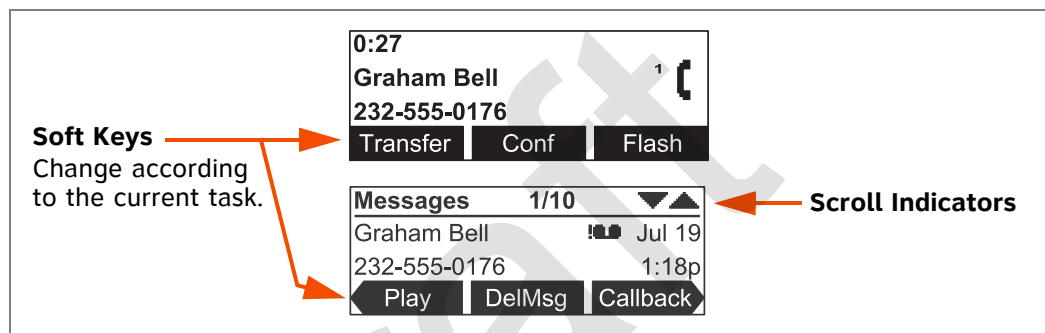 0:27
Graham Bell
1
232-555-0176
Transfer Conf Flash
Soft Keys
Change according
to the current task.
Messages 1/10
Graham Bell Jul 19
232-555-0176 1:18p
Play DelMsg Callback
Scroll Indicators